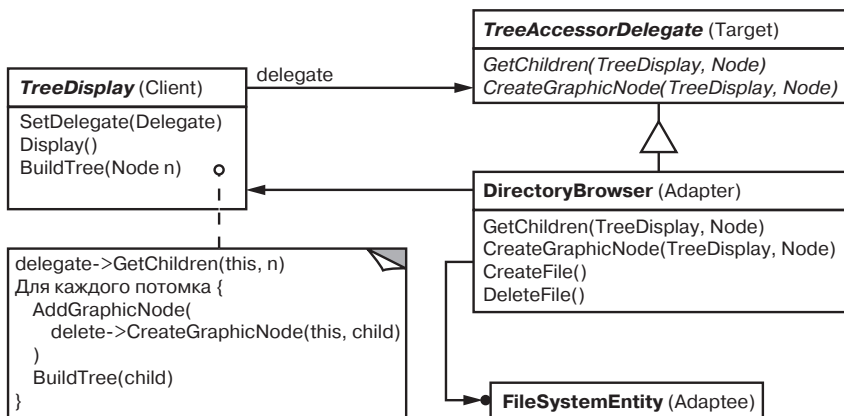 TreeAccessorDelegate (Target)
GetChildren(TreeDisplay, Node)
CreateGraphicNode(TreeDisplay, Node)
delegate
TreeDisplay (Client)
SetDelegate(Delegate)
Display()
BuildTree(Node n)
DirectoryBrowser (Adapter)
GetChildren(TreeDisplay, Node)
CreateGraphicNode(TreeDisplay, Node)
CreateFile()
DeleteFile()
delegate->GetChildren(this, n)
Для каждого потомка {
AddGraphicNode(
delete->CreateGraphicNode(this, child)
)
BuildTree(child)
}
FileSystemEntity (Adaptee)